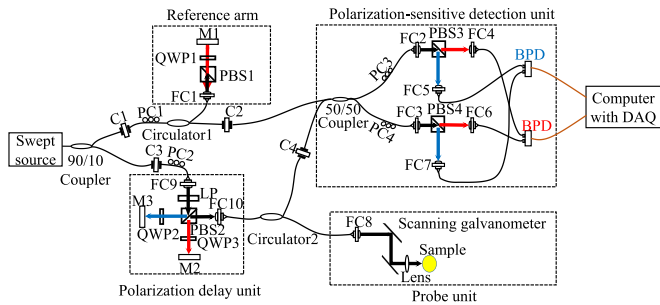 Reference arm
M1
QWP1
PBS1
FC1
C1
PC1
Circulator1
C2
Swept
source
90/10
Coupler
C3
PC2
FC9
LP
M3
FC10
QWP2
PBS2
QWP3
M2
Polarization delay unit
C4
Circulator2
Polarization-sensitive detection unit
PC3
FC2
PBS3
FC4
BPD
FC5
50/50
Coupler
PC4
FC3
PBS4
FC6
BPD
FC7
Computer
with DAQ
FC8
Scanning galvanometer
Sample
Lens
Probe unit